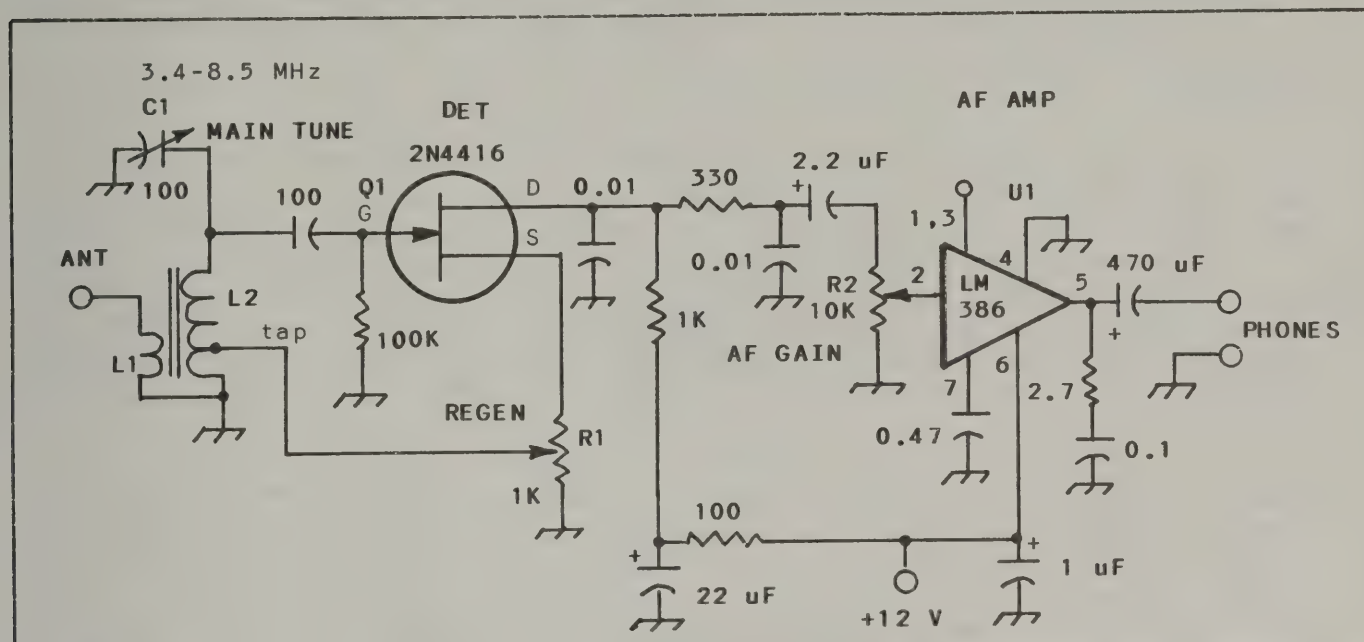 3.4-8.5 MHz
C1
MAIN TUNE
100
ANT
L1
L2
tap
100
DET
2N4416
Q1
G
D
S
100K
REGEN
R1
1K
0.01
330
0.01
1K
2.2 uF
+
R2
10K
AF GAIN
AF AMP
U1
1,3
4
2
LM
386
5
6
7
470 uF
+
PHONES
2.7
0.1
0.47
100
+
22 uF
+12 V
+
1 uF